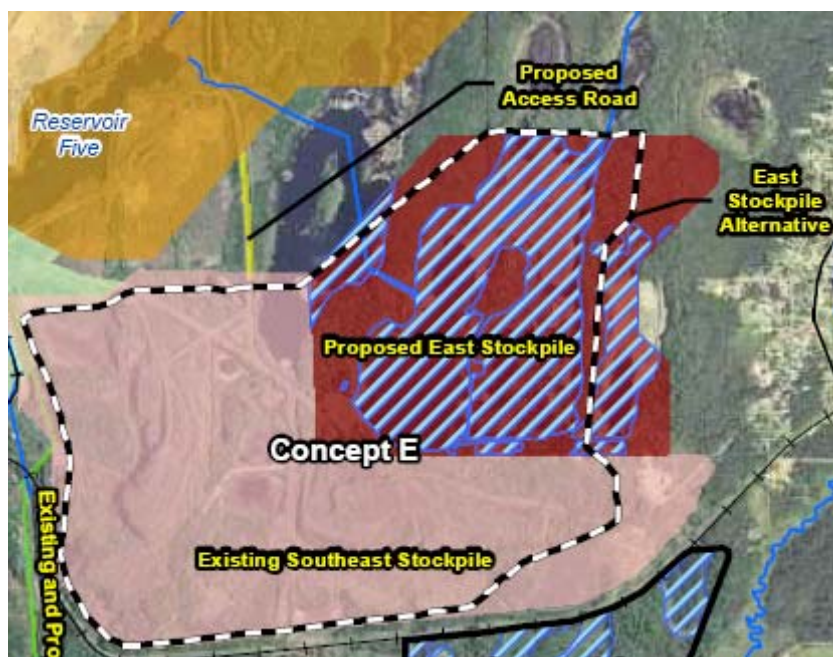 Proposed
Access Road
Reservoir
Five
East
Stockpile
Alternative
Proposed East Stockpile
Concept E
Existing Southeast Stockpile
Existing and Pro